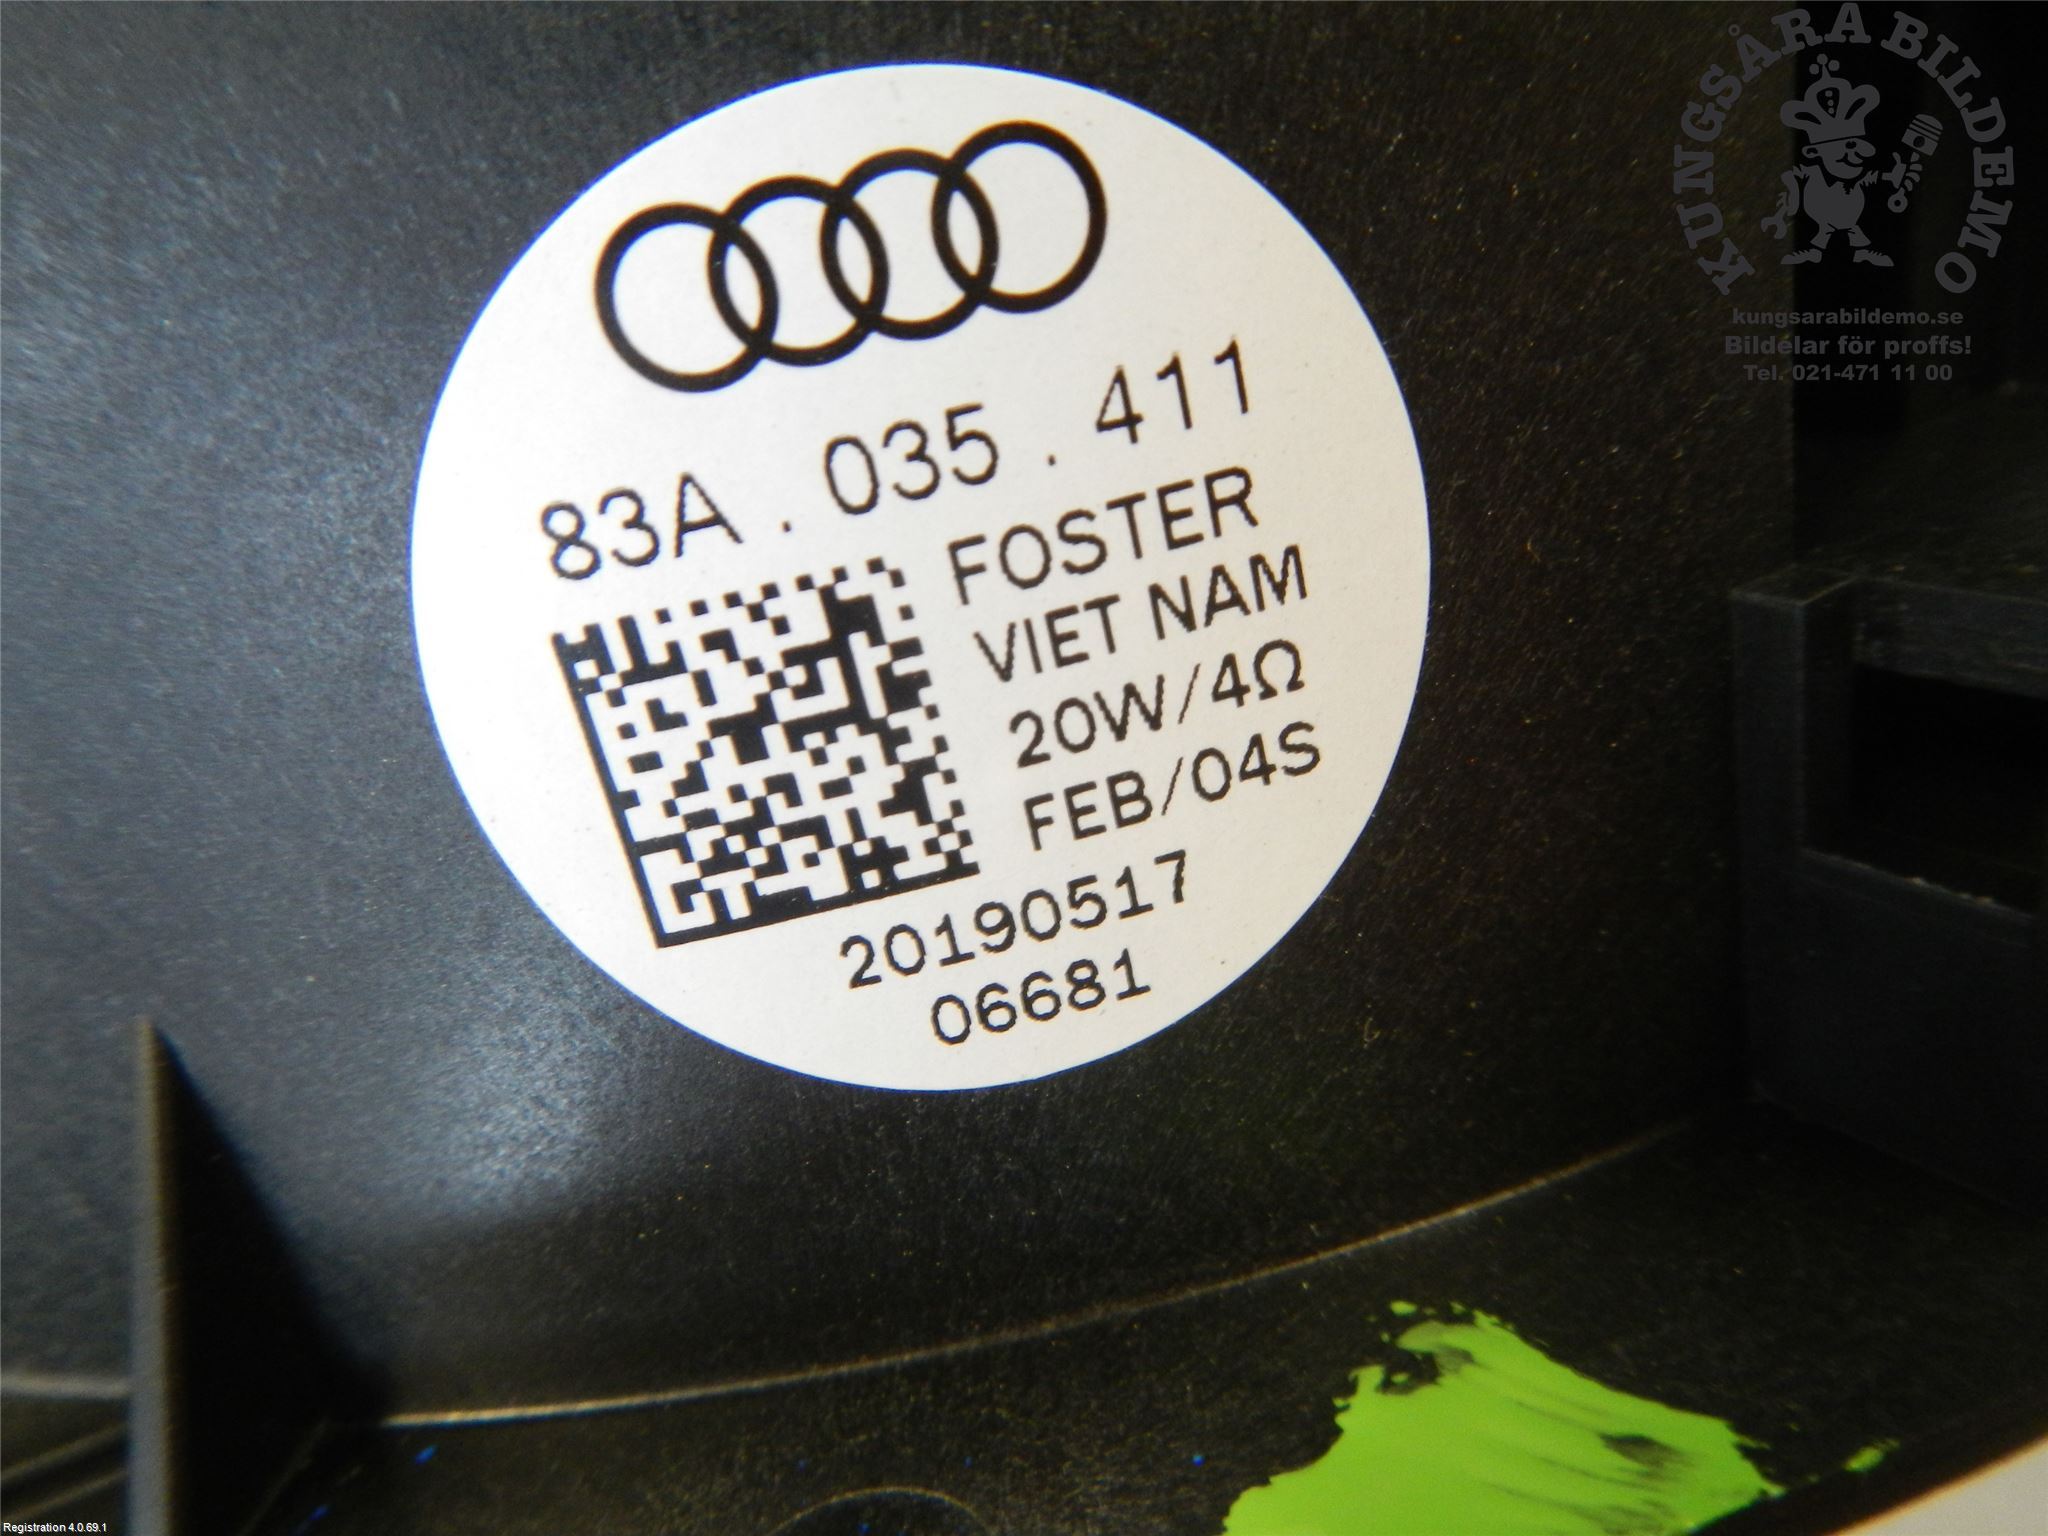 KUNGSÅRA BILDEMO
kungsarabildemo.se
Bildelar för proffs!
Tel. 021-471 11 00
83A . 035 . 411
FOSTER
VIET NAM
20W/4Ω
FEB/04S
20190517
06681
Registration 4.0.69.1